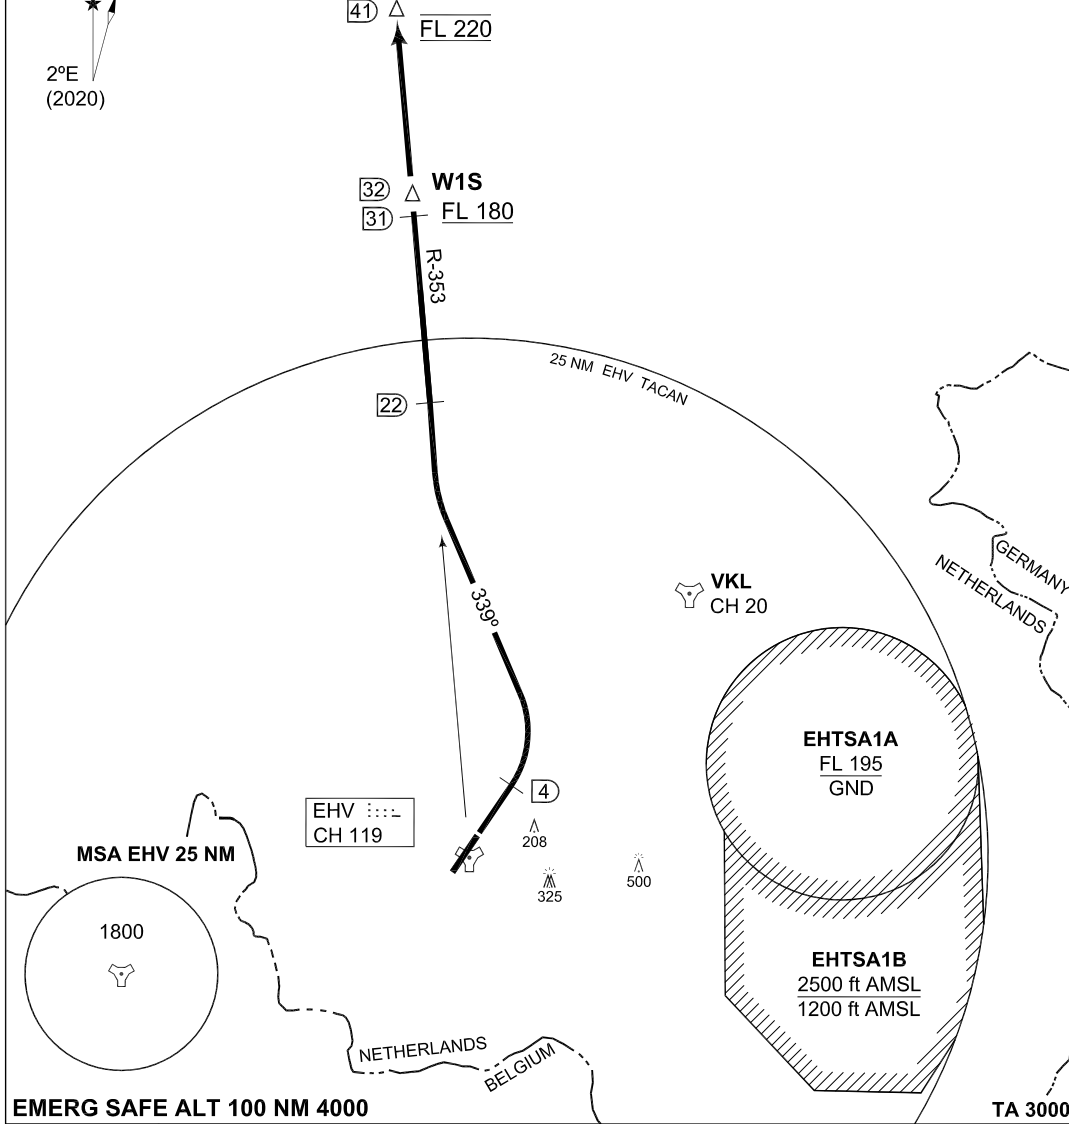 41
FL 220
2ºE
(2020)
32
W1S
31
FL 180
R-353
25 NM EHV TACAN
22
GERMANY
NETHERLANDS
339º
VKL
CH 20
EHTSA1A
FL 195
GND
4
EHV
CH 119
208
MSA EHV 25 NM
325
500
1800
EHTSA1B
2500 ft AMSL
1200 ft AMSL
NETHERLANDS
BELGIUM
EMERG SAFE ALT 100 NM 4000
TA 3000